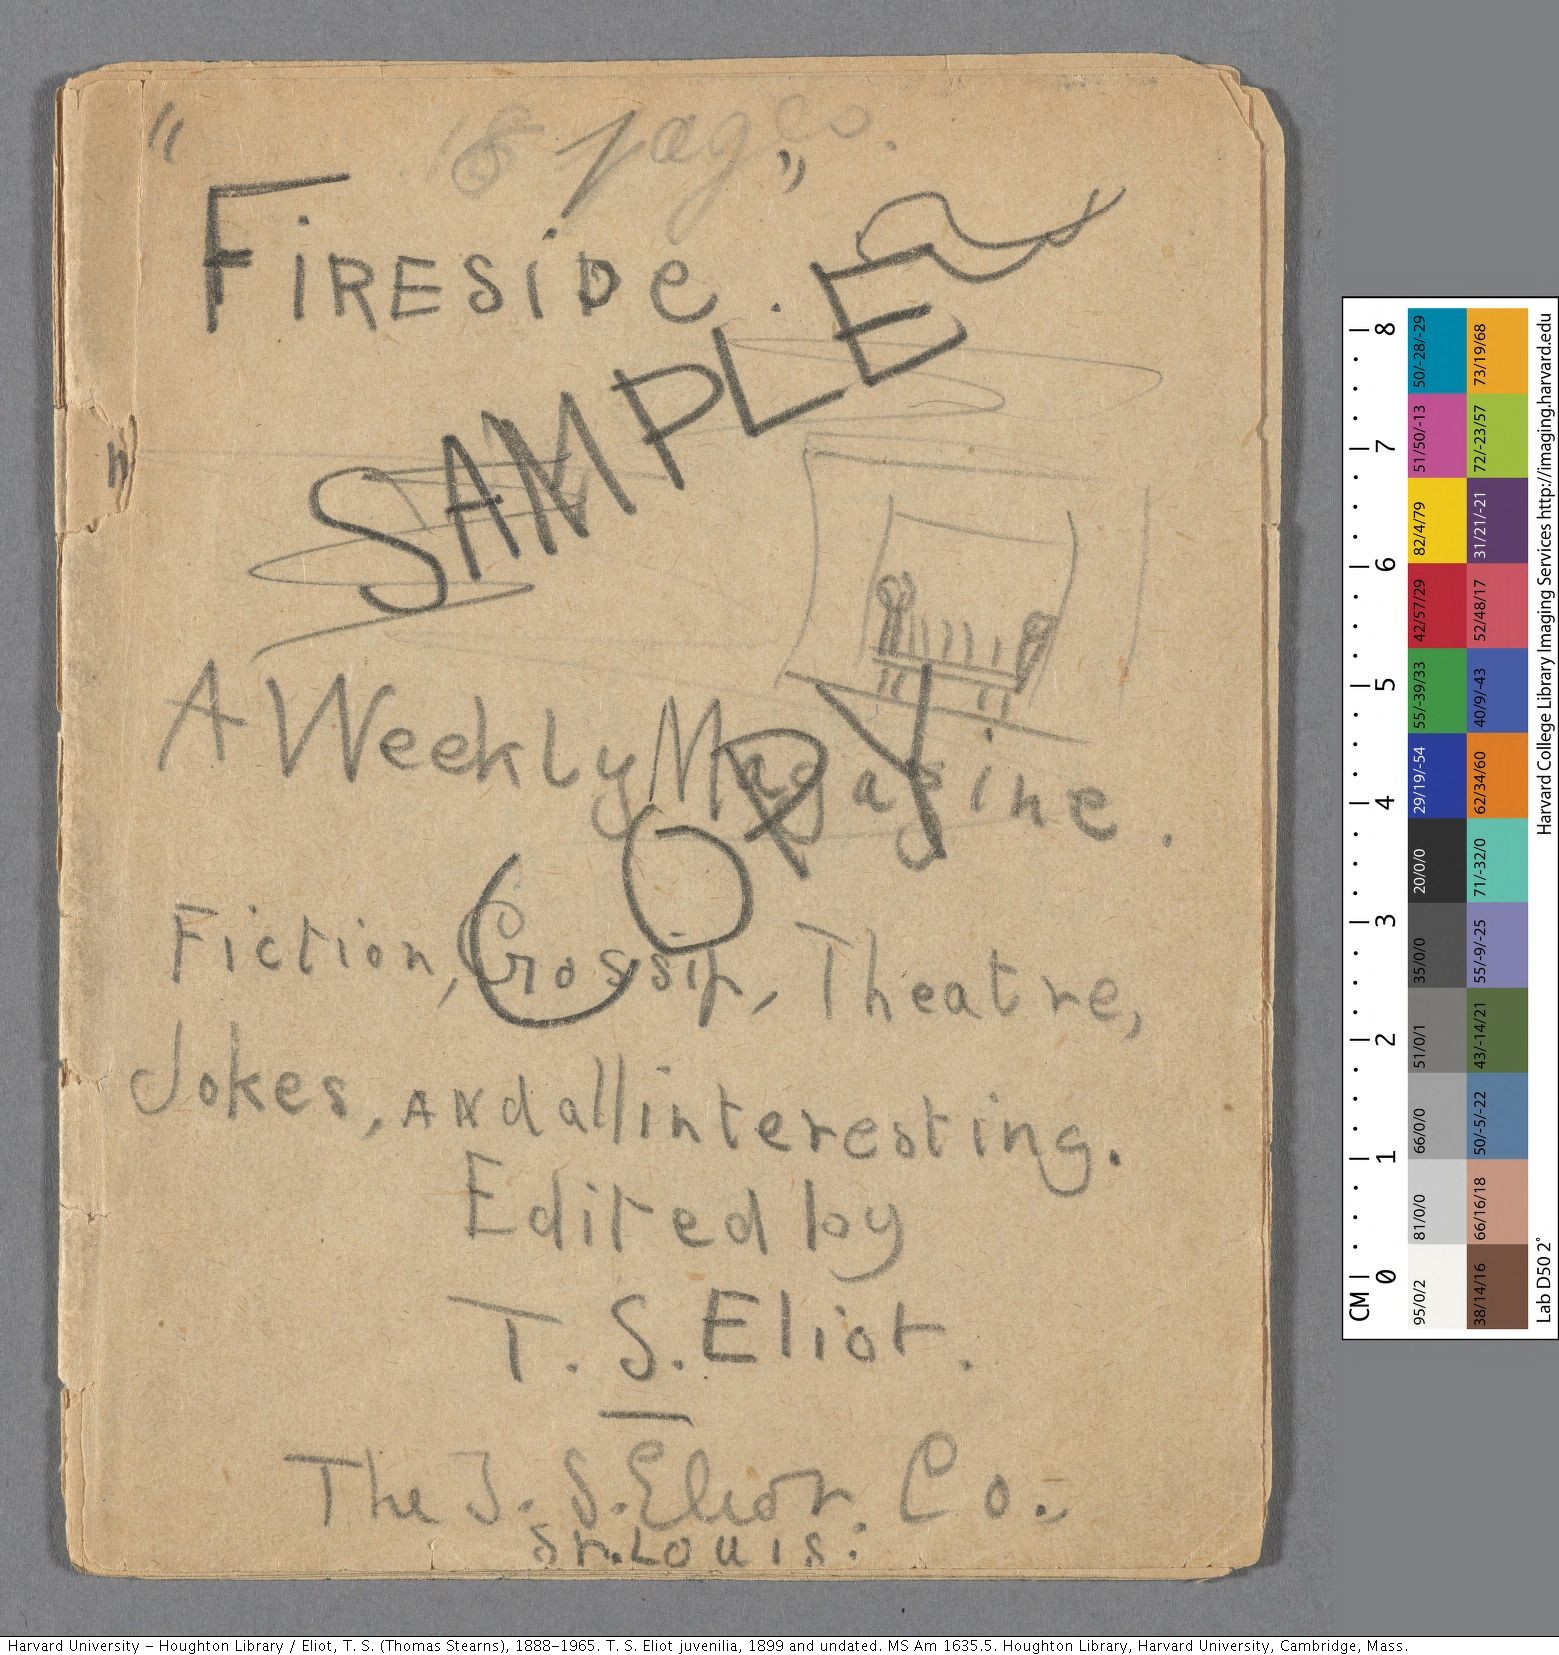 18 pages.
"
"
Fireside.
SAMPLE
"
A Weekly Magazine.
COPY
Fiction, Gossip, Theatre,
Jokes, and all interesting.
Edited by
T. S. Eliot.
The T. S. Eliot. Co.
St. Louis.
CM 0 1 2 3 4 5 6 7 8
50/-28/-29 73/19/68
51/50/-13 72/-23/57
82/4/79 31/21/-21
42/57/29 52/48/17
55/-39/33 40/9/-43
29/19/-54 62/34/60
20/0/0 71/-32/0
35/0/0 55/-9/-25
51/0/1 43/-14/21
66/0/0 50/-5/-22
81/0/0 66/16/18
95/0/2 38/14/16
Lab D50 2°
Harvard College Library Imaging Services http://imaging.harvard.edu
Harvard University - Houghton Library / Eliot, T. S. (Thomas Stearns), 1888-1965. T. S. Eliot juvenilia, 1899 and undated. MS Am 1635.5. Houghton Library, Harvard University, Cambridge, Mass.